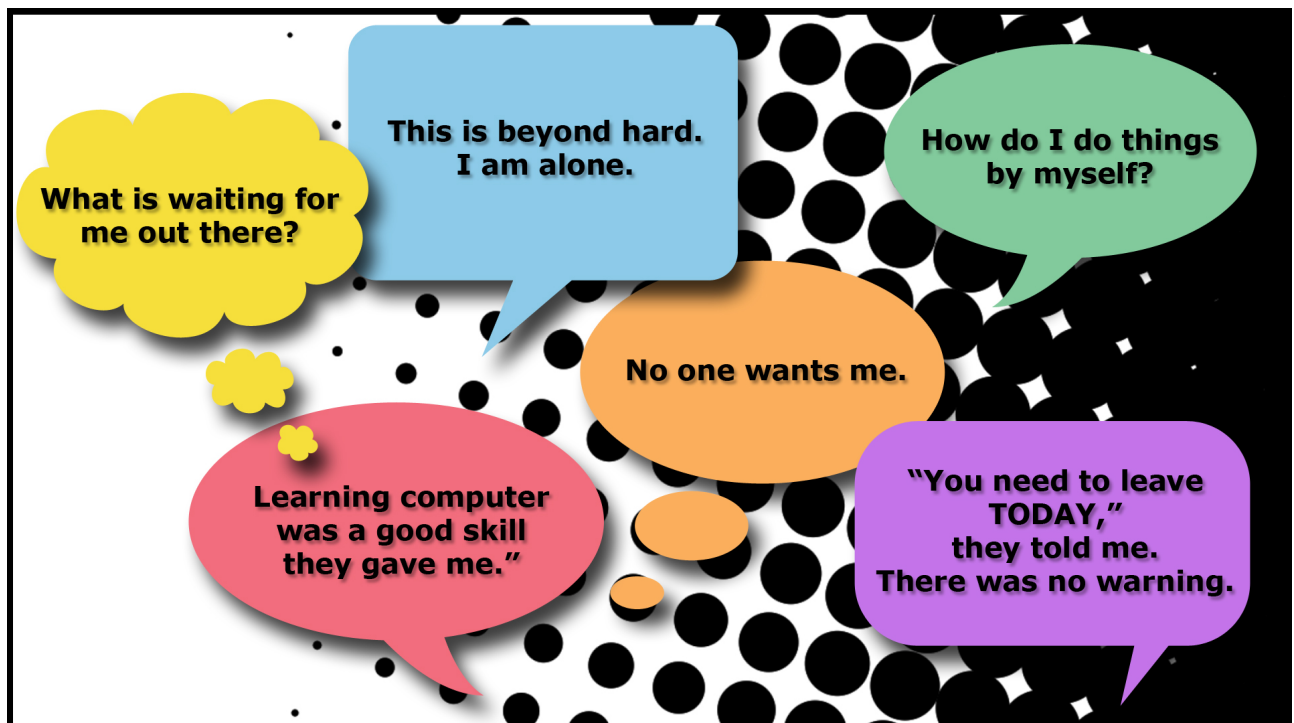 This is beyond hard.
I am alone.
How do I do things
by myself?
What is waiting for
me out there?
No one wants me.
Learning computer
was a good skill
they gave me.”
“You need to leave
TODAY,”
they told me.
There was no warning.